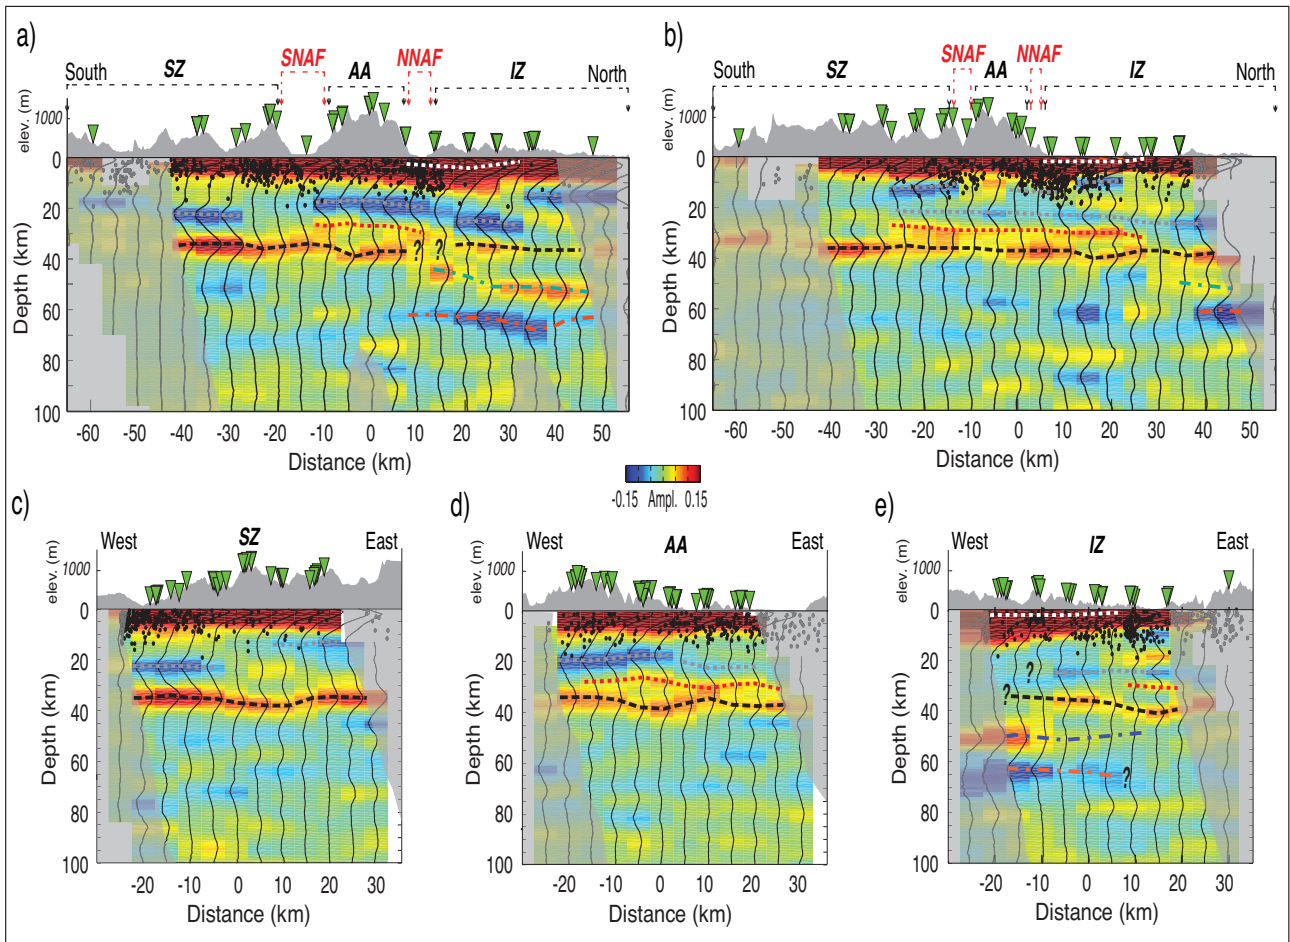 a)
SNAF NNAF
South SZ AA IZ North
elev. (m)
1000
0
20
40
60
80
100
Depth (km)
? ?
-60 -50 -40 -30 -20 -10 0 10 20 30 40 50
Distance (km)
b)
SNAF NNAF
South SZ AA IZ North
elev. (m)
1000
0
20
40
60
80
100
Depth (km)
-60 -50 -40 -30 -20 -10 0 10 20 30 40 50
Distance (km)
-0.15 Ampl. 0.15
c)
SZ
West East
elev. (m)
1000
0
20
40
60
80
100
Depth (km)
-20 -10 0 10 20 30
Distance (km)
d)
AA
West East
elev. (m)
1000
0
20
40
60
80
100
Depth (km)
-20 -10 0 10 20 30
Distance (km)
e)
IZ
West East
elev. (m)
1000
0
20
40
60
80
100
Depth (km)
?
?
?
-20 -10 0 10 20 30
Distance (km)